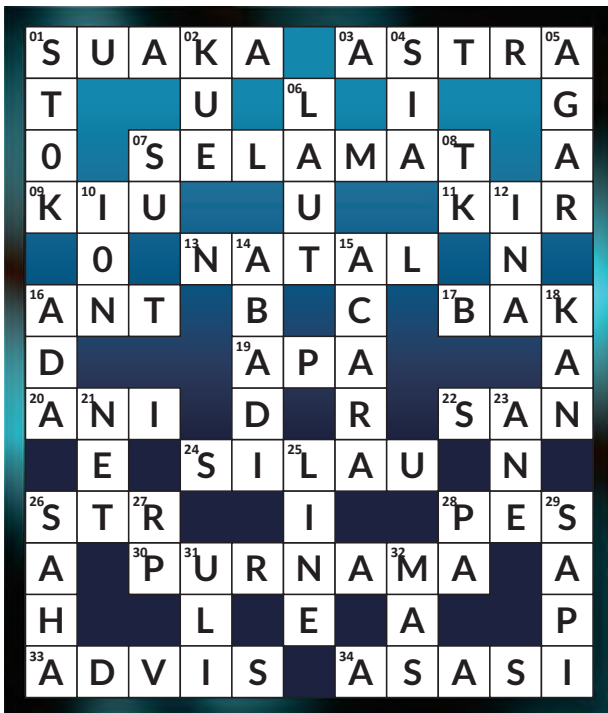 01S U A 02K A 03A 04S T R 05A
T U 06L I G
0 07S E L A M A 08T A
09K 10I U U 11K 12I R
0 13N 14A T 15A L N
16A N T B C 17B A 18K
D 19A P A A
20A 21N I D R 22S 23A N
E 24S I 25L A U N
26S T 27R I 28P E 29S
A 30P 31U R N A 32M A A
H L E A P
33A D V I S 34A S A S I